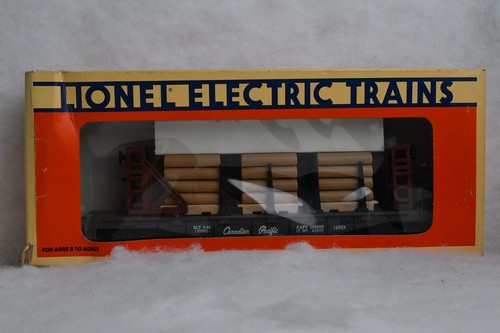 LIONEL® ELECTRIC TRAINS
Canadian Pacific
FOR AGES 8 TO ADULT